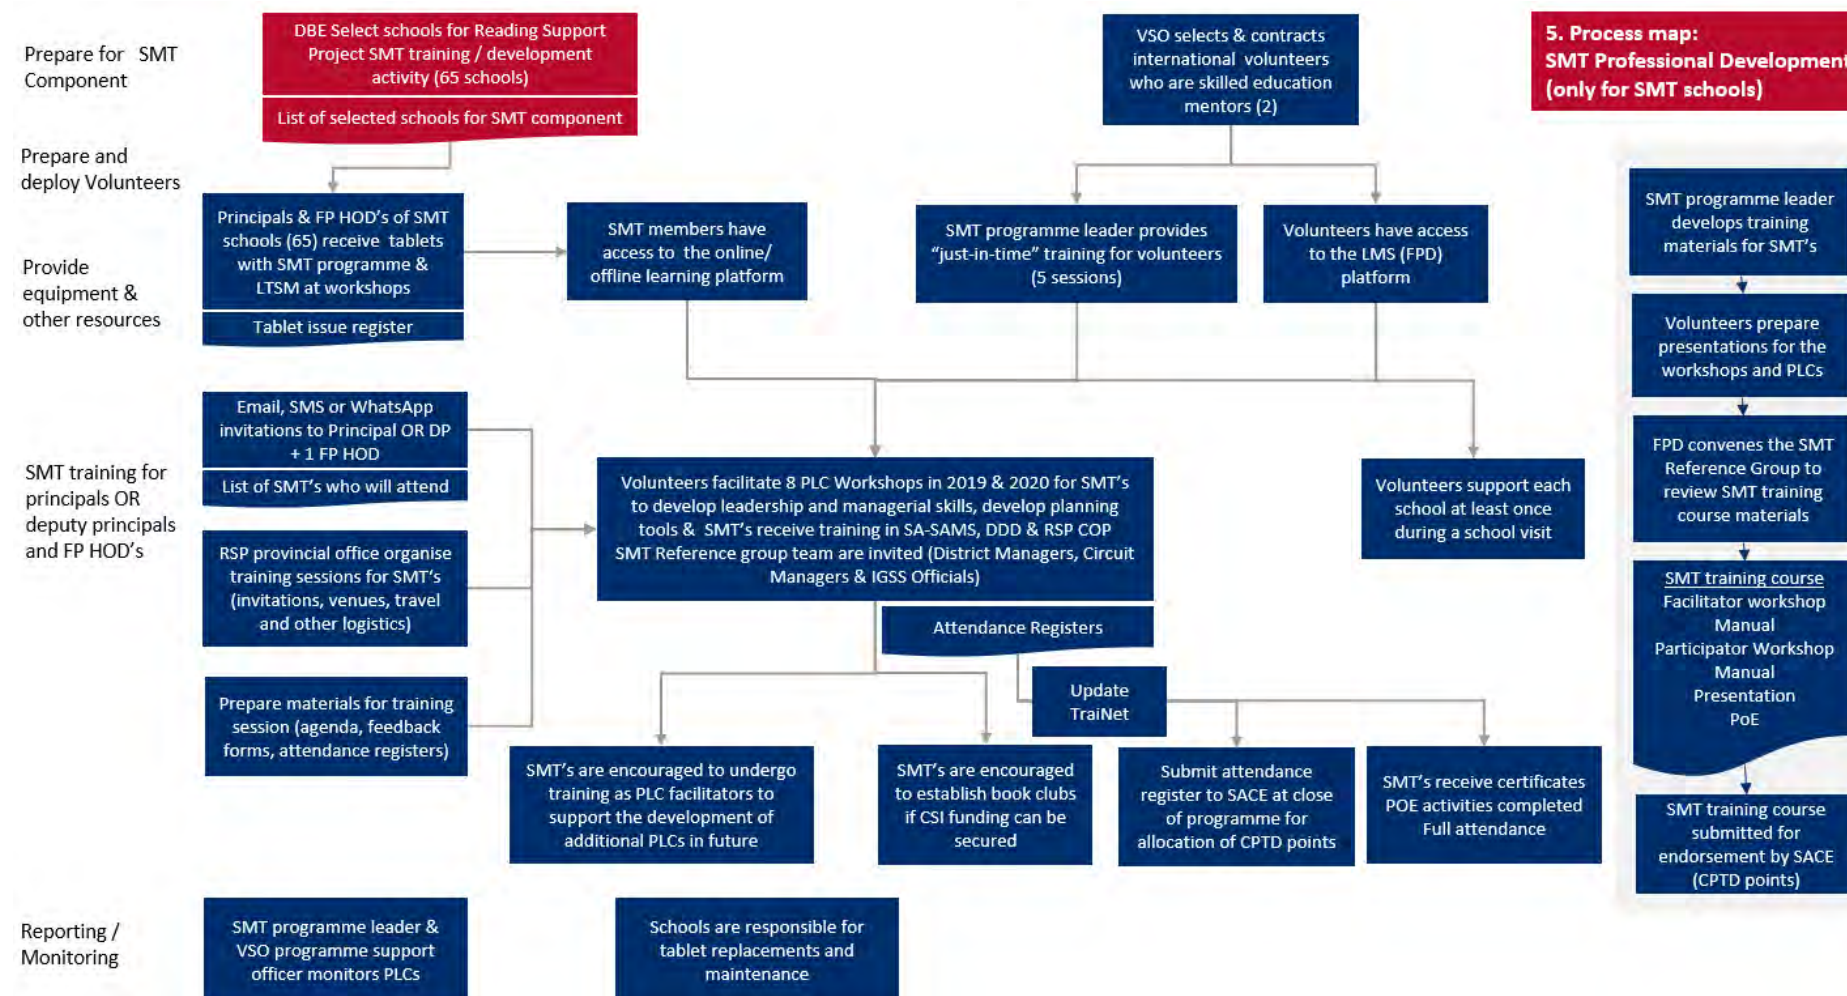 Prepare for SMT
Component
DBE Select schools for Reading Support
Project SMT training / development
activity (65 schools)
List of selected schools for SMT component
VSO selects & contracts
international volunteers
who are skilled education
mentors (2)
5. Process map:
SMT Professional Development
(only for SMT schools)
Prepare and
deploy Volunteers
Provide
equipment &
other resources
Principals & FP HOD's of SMT
schools (65) receive tablets
with SMT programme &
LTSM at workshops
Tablet issue register
SMT members have
access to the online/
offline learning platform
SMT programme leader provides
"just-in-time" training for volunteers
(5 sessions)
Volunteers have access
to the LMS (FPD)
platform
SMT programme leader
develops training
materials for SMT's
Volunteers prepare
presentations for the
workshops and PLCs
FPD convenes the SMT
Reference Group to
review SMT training
course materials
SMT training course
Facilitator workshop
Manual
Participator Workshop
Manual
Presentation
PoE
SMT training course
submitted for
endorsement by SACE
(CPTD points)
SMT training for
principals OR
deputy principals
and FP HOD's
Email, SMS or WhatsApp
invitations to Principal OR DP
+ 1 FP HOD
List of SMT's who will attend
RSP provincial office organise
training sessions for SMT's
(invitations, venues, travel
and other logistics)
Prepare materials for training
session (agenda, feedback
forms, attendance registers)
Volunteers facilitate 8 PLC Workshops in 2019 & 2020 for SMT's
to develop leadership and managerial skills, develop planning
tools & SMT's receive training in SA-SAMS, DDD & RSP COP
SMT Reference group team are invited (District Managers, Circuit
Managers & IGSS Officials)
Attendance Registers
Volunteers support each
school at least once
during a school visit
Update
TraiNet
SMT's are encouraged to undergo
training as PLC facilitators to
support the development of
additional PLCs in future
SMT's are encouraged
to establish book clubs
if CSI funding can be
secured
Submit attendance
register to SACE at close
of programme for
allocation of CPTD points
SMT's receive certificates
POE activities completed
Full attendance
Reporting /
Monitoring
SMT programme leader &
VSO programme support
officer monitors PLCs
Schools are responsible for
tablet replacements and
maintenance